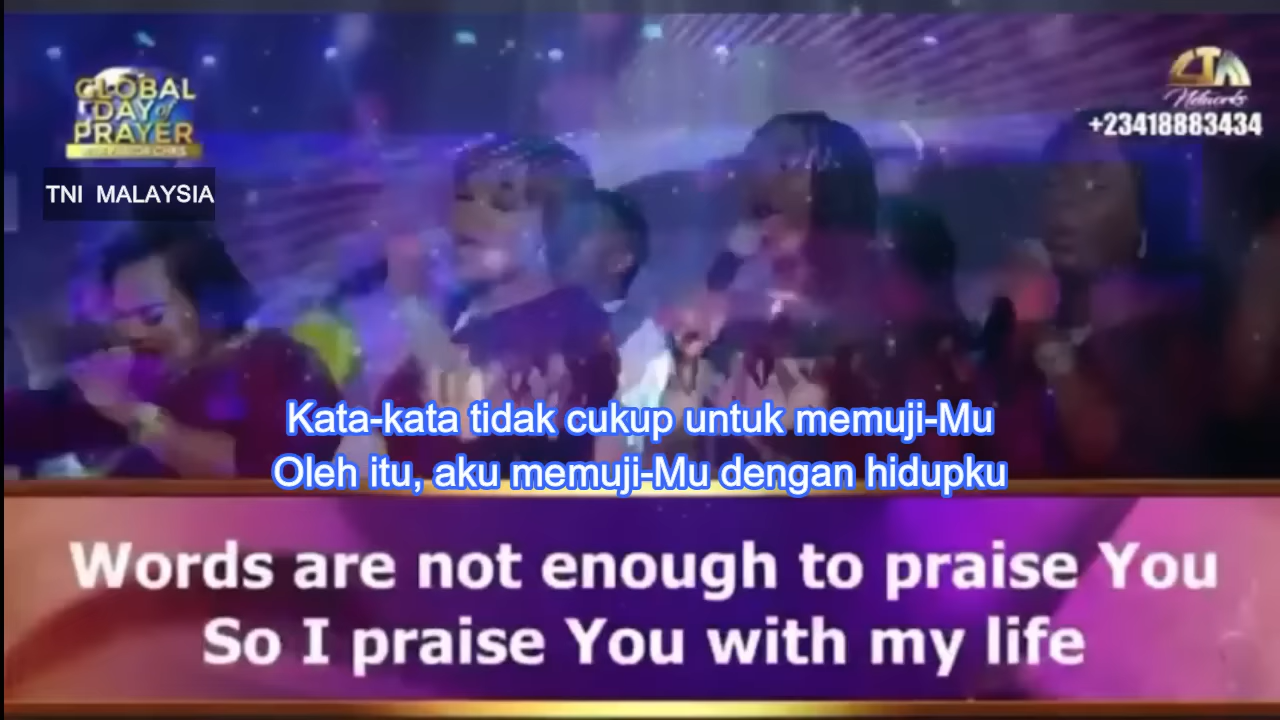 GLOBAL
DAY of
PRAYER
Networks
+23418883434
TNI MALAYSIA
Kata-kata tidak cukup untuk memuji-Mu
Oleh itu, aku memuji-Mu dengan hidupku
Words are not enough to praise You
So I praise You with my life